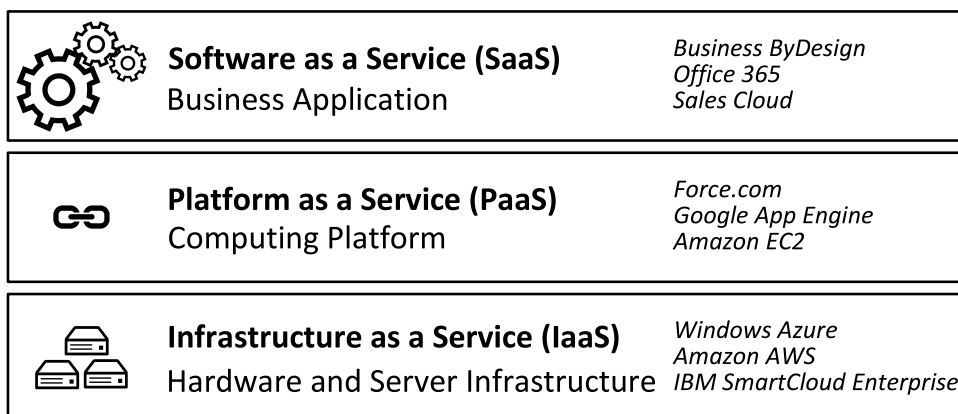 Software as a Service (SaaS)
Business Application
Business ByDesign
Office 365
Sales Cloud
Platform as a Service (PaaS)
Computing Platform
Force.com
Google App Engine
Amazon EC2
Infrastructure as a Service (IaaS)
Hardware and Server Infrastructure
Windows Azure
Amazon AWS
IBM SmartCloud Enterprise